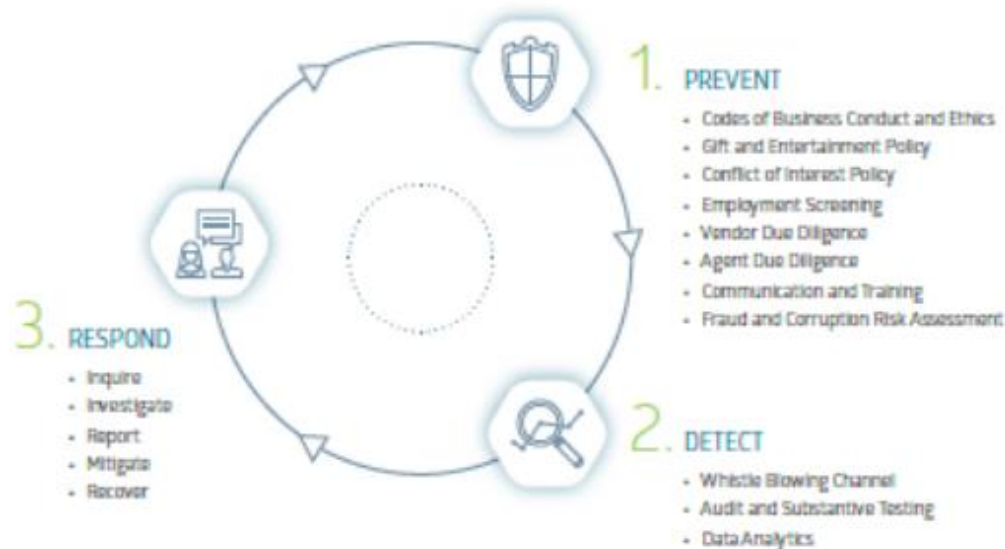 1. PREVENT
• Codes of Business Conduct and Ethics
• Gift and Entertainment Policy
• Conflict of Interest Policy
• Employment Screening
• Vendor Due Diligence
• Agent Due Diligence
• Communication and Training
• Fraud and Corruption Risk Assessment
2. DETECT
• Whistle Blowing Channel
• Audit and Substantive Testing
• Data Analytics
3. RESPOND
• Inquire
• Investigate
• Report
• Mitigate
• Recover